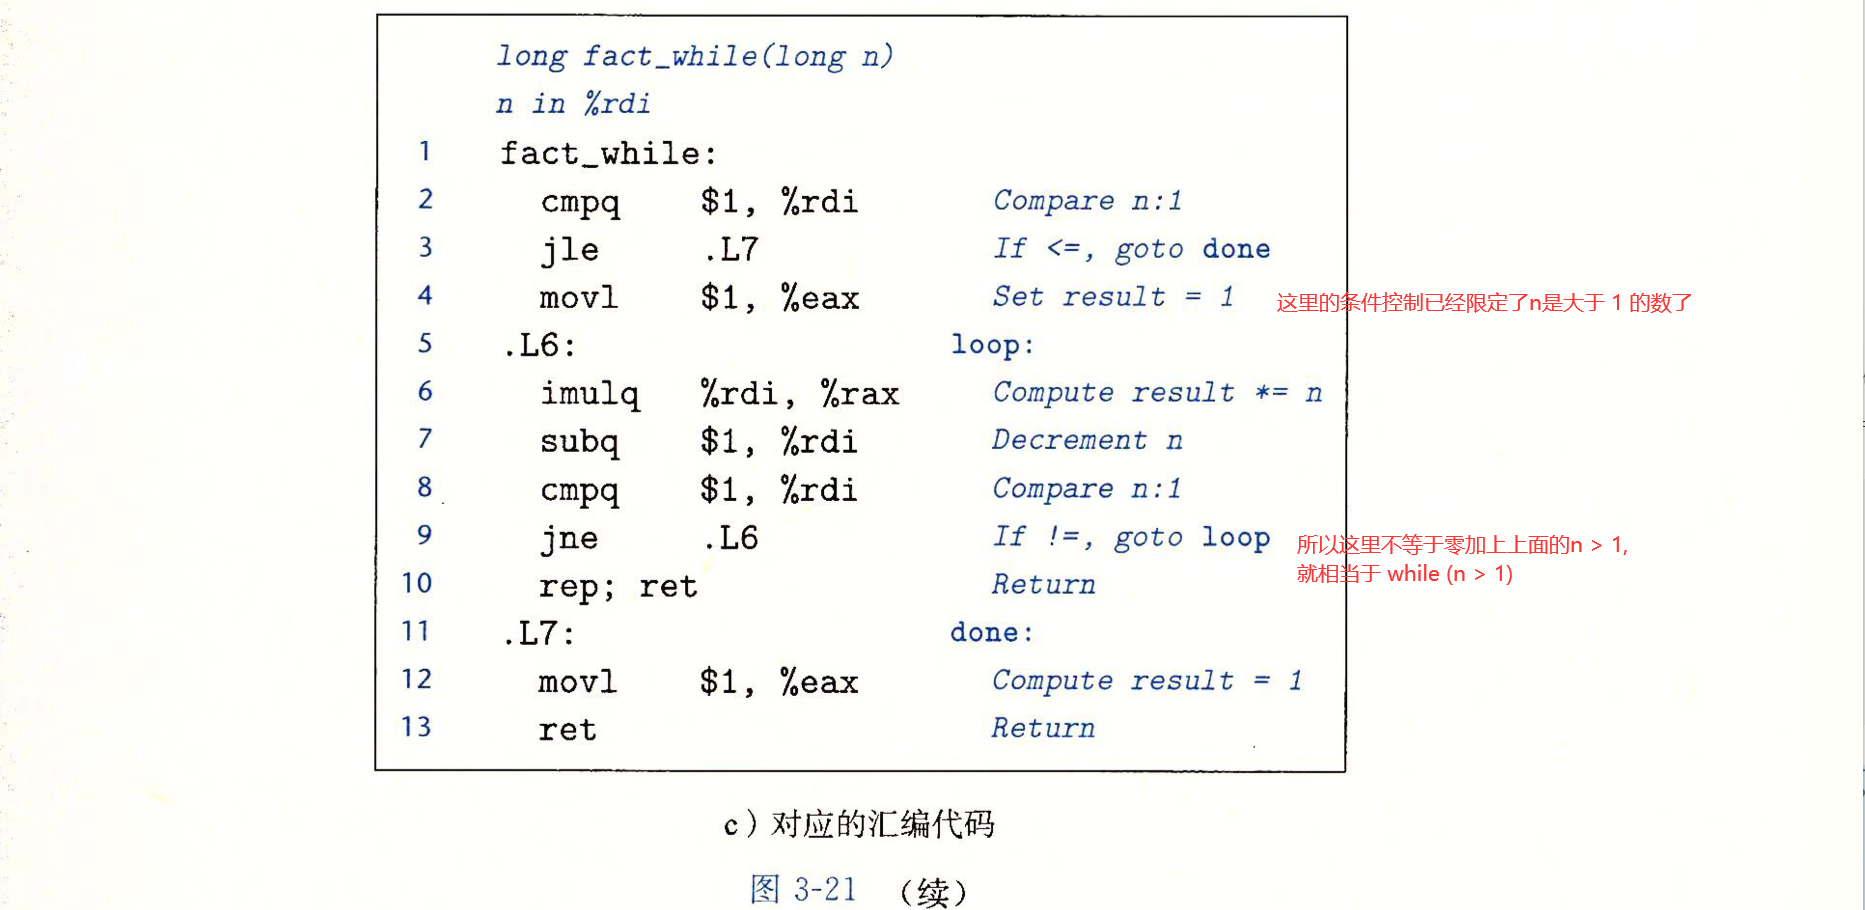 long fact_while(long n)
n in %rdi
1 fact_while:
2 cmpq $1, %rdi Compare n:1
3 jle .L7 If <=, goto done
4 movl $1, %eax Set result = 1 这里的条件控制已经限定了n是大于 1 的数了
5 .L6: loop:
6 imulq %rdi, %rax Compute result *= n
7 subq $1, %rdi Decrement n
8 cmpq $1, %rdi Compare n:1
9 jne .L6 If !=, goto loop 所以这里不等于零加上上面的n > 1,
10 rep; ret Return 就相当于 while (n > 1)
11 .L7: done:
12 movl $1, %eax Compute result = 1
13 ret Return
c）对应的汇编代码
图 3-21 （续）